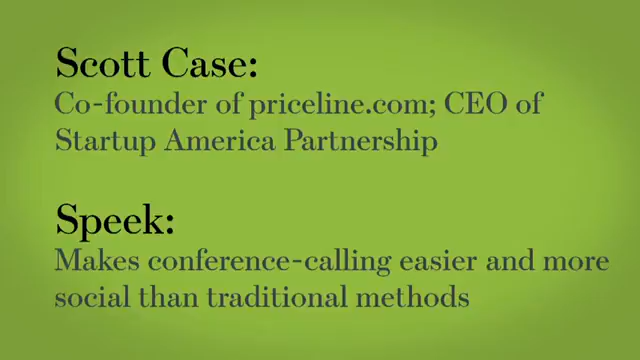 Scott Case:
Co-founder of priceline.com; CEO of
Startup America Partnership
Speek:
Makes conference-calling easier and more
social than traditional methods